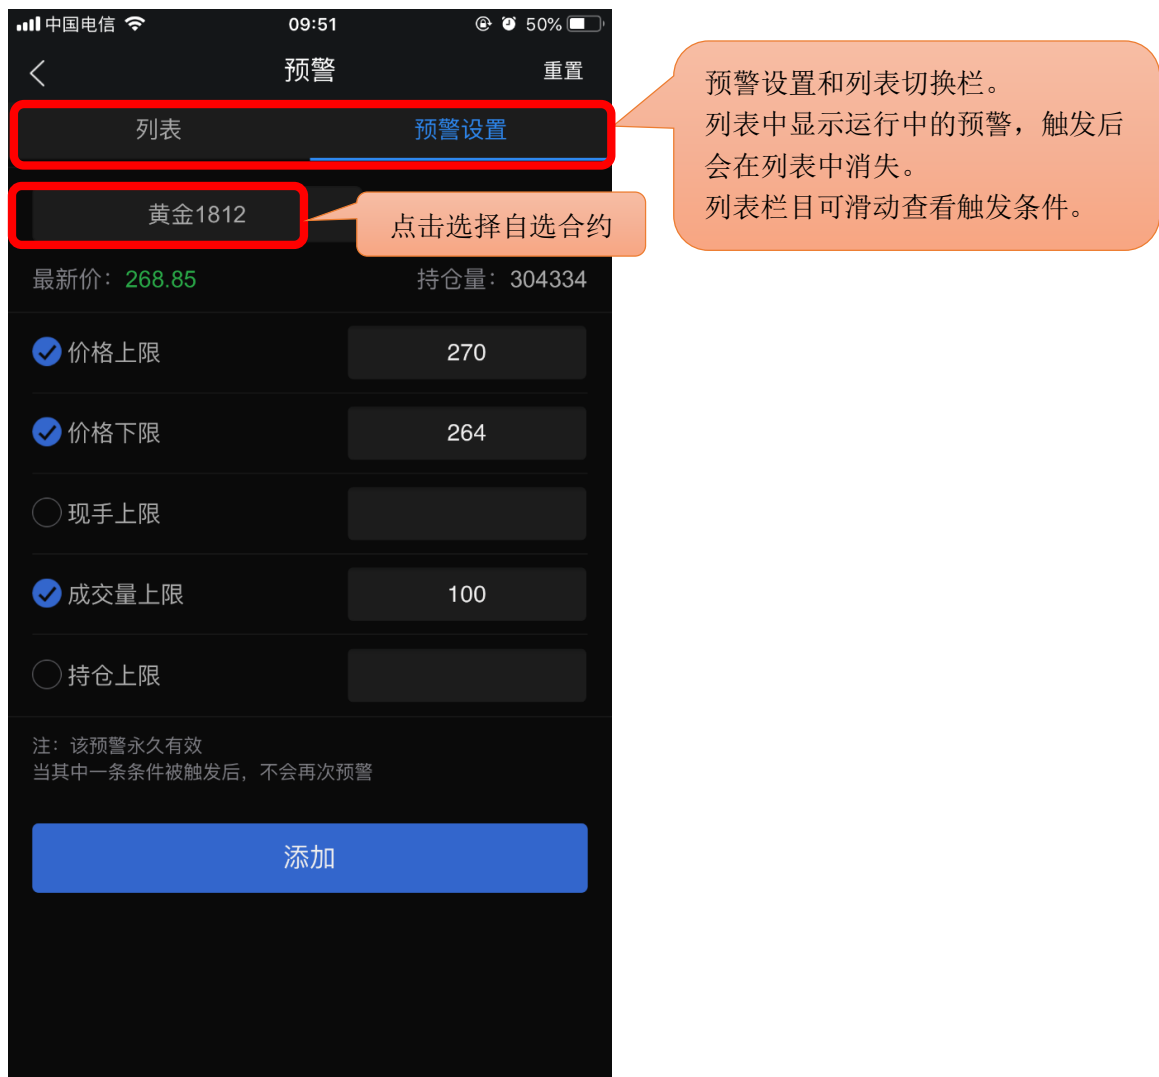 中国电信 09:51 50%
预警 重置
列表 预警设置
预警设置和列表切换栏。
列表中显示运行中的预警，触发后
会在列表中消失。
列表栏目可滑动查看触发条件。
黄金1812
点击选择自选合约
最新价：268.85 持仓量：304334
价格上限 270
价格下限 264
现手上限
成交量上限 100
持仓上限
注：该预警永久有效
当其中一条条件被触发后，不会再次预警
添加